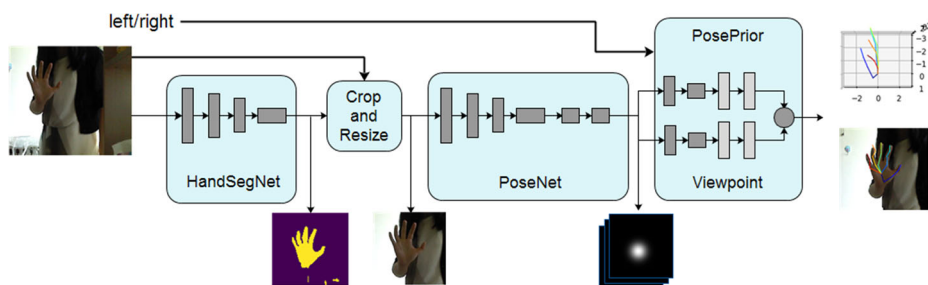 left/right
PosePrior
Crop
and
Resize
HandSegNet
PoseNet
Viewpoint
-3
-2
-1
0
1
-2
0
2